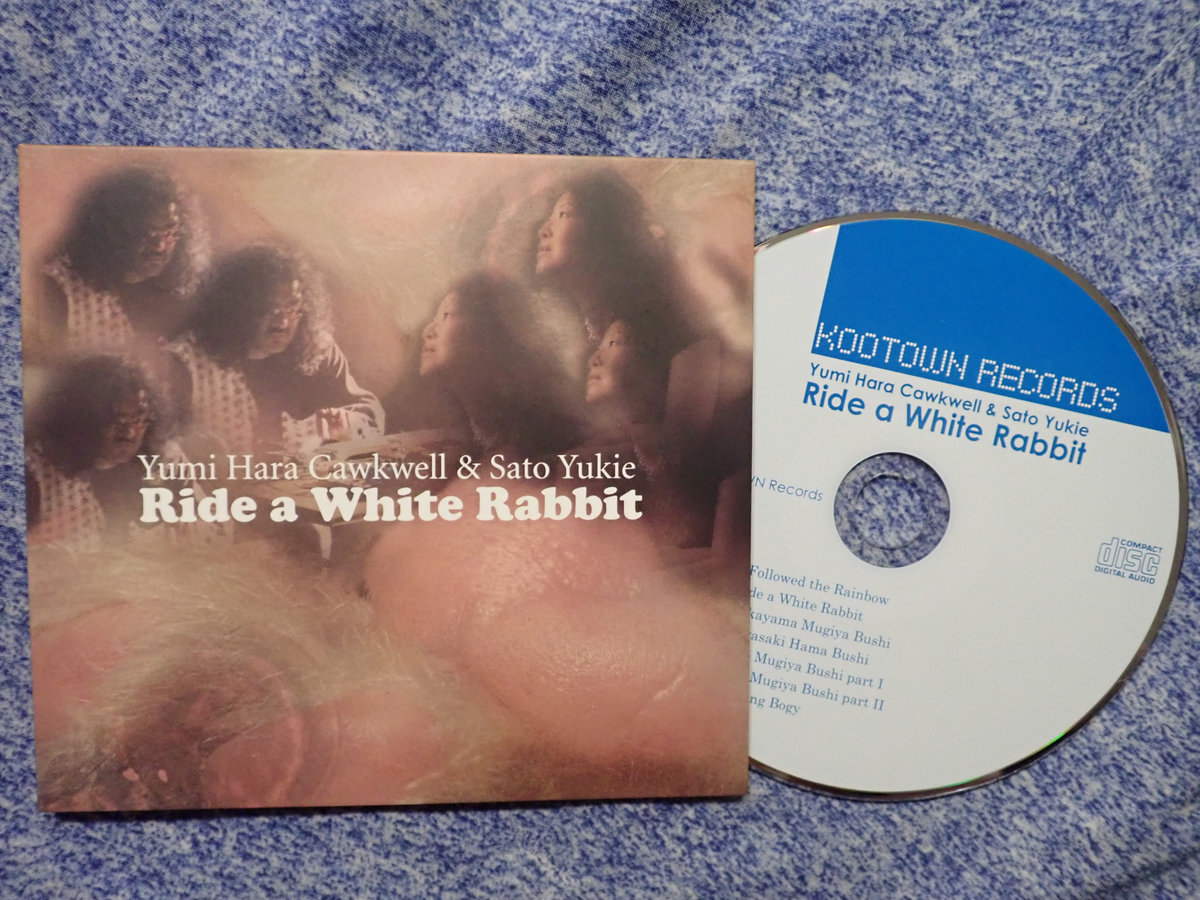 Yumi Hara Cawkwell & Sato Yukie
Ride a White Rabbit
KOOTOWN RECORDS
Yumi Hara Cawkwell & Sato Yukie
Ride a White Rabbit
Records
COMPACT
disc
DIGITAL AUDIO
Followed the Rainbow
a White Rabbit
Mugiya Bushi
Hama Bushi
Mugiya Bushi part I
Mugiya Bushi part II
Bogy